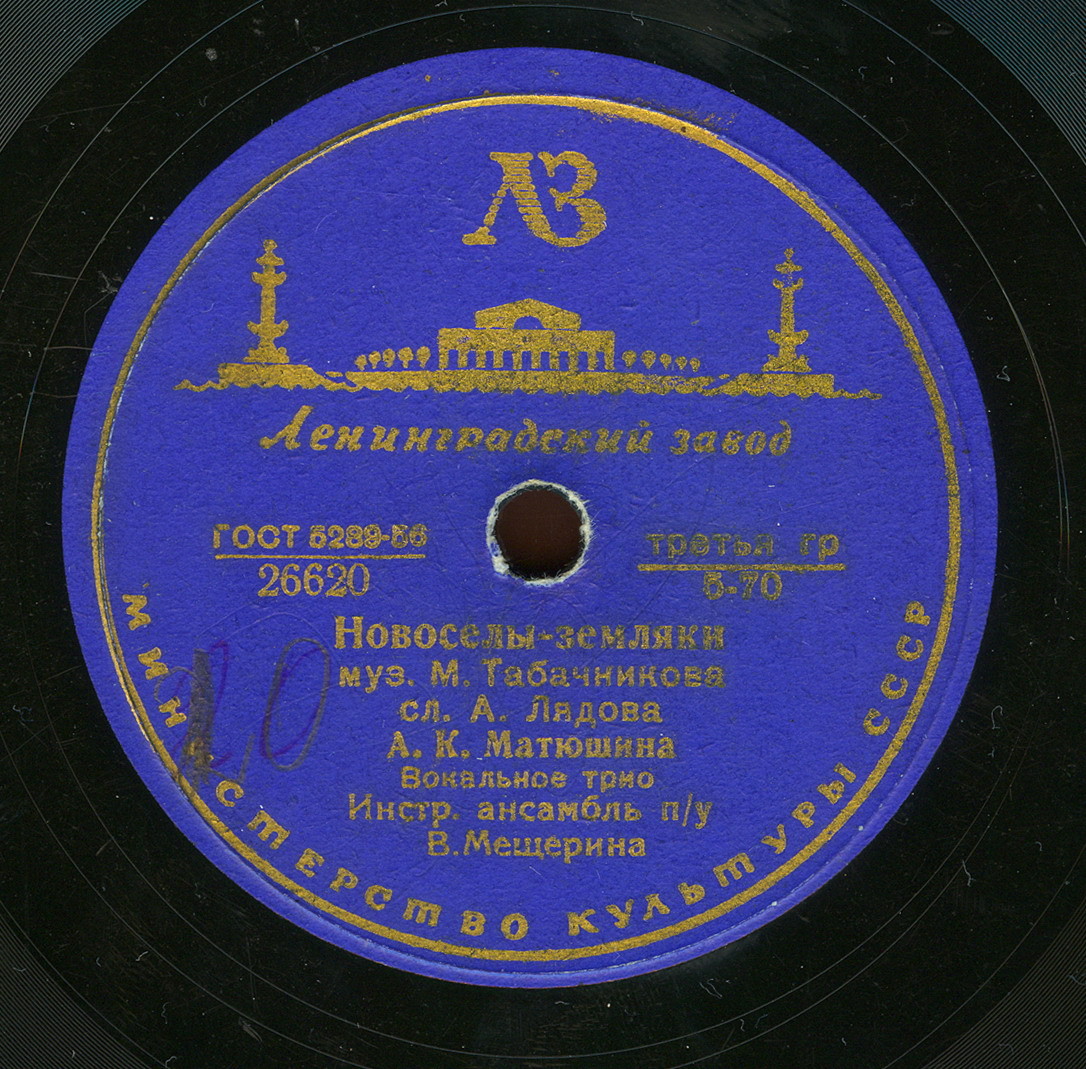 ЛЗ
Ленинградский завод
ГОСТ 5289-56
26620
третья гр
5-70
Новоселы-земляки
муз. М. Табачникова
сл. А. Лядова
А. К. Матюшина
Вокальное трио
Инстр. ансамбль п/у
В.Мещерина
МИНИСТЕРСТВО КУЛЬТУРЫ СССР
20